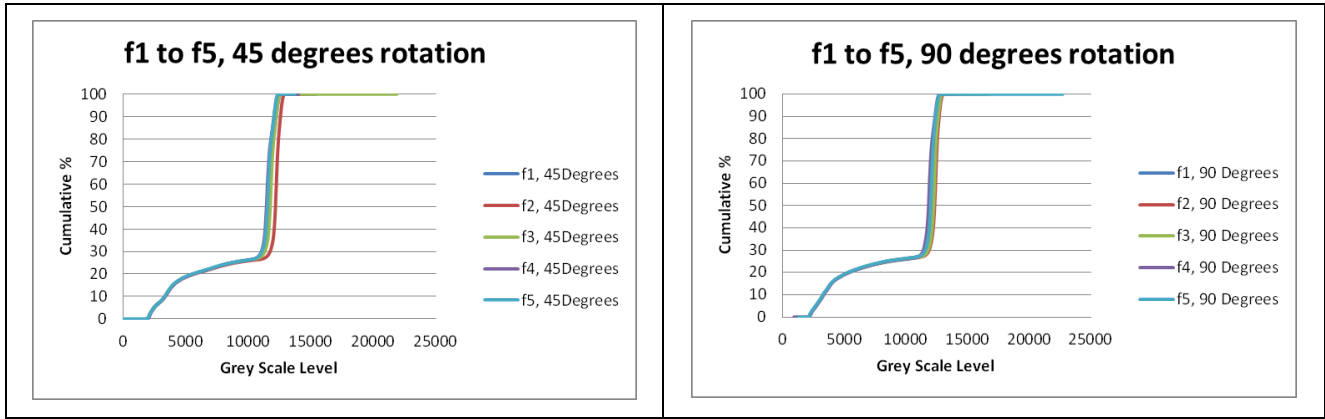 f1 to f5, 45 degrees rotation
100
90
80
70
60
50
40
30
20
10
0
Cumulative %
0 5000 10000 15000 20000 25000
Grey Scale Level
f1, 45Degrees
f2, 45Degrees
f3, 45Degrees
f4, 45Degrees
f5, 45Degrees
f1 to f5, 90 degrees rotation
100
90
80
70
60
50
40
30
20
10
0
Cumulative %
0 5000 10000 15000 20000 25000
Grey Scale Level
f1, 90 Degrees
f2, 90 Degrees
f3, 90 Degrees
f4, 90 Degrees
f5, 90 Degrees